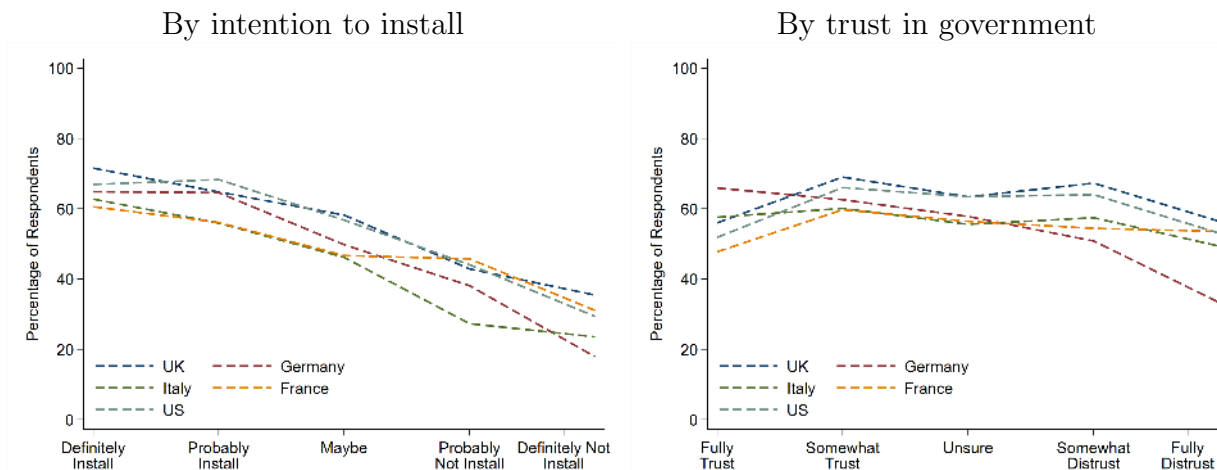 By intention to install
100
80
60
40
20
0
Percentage of Respondents
UK
Germany
Italy
France
US
Definitely
Install
Probably
Install
Maybe
Probably
Not Install
Definitely Not
Install
By trust in government
100
80
60
40
20
0
Percentage of Respondents
UK
Germany
Italy
France
US
Fully
Trust
Somewhat
Trust
Unsure
Somewhat
Distrust
Fully
Distrust